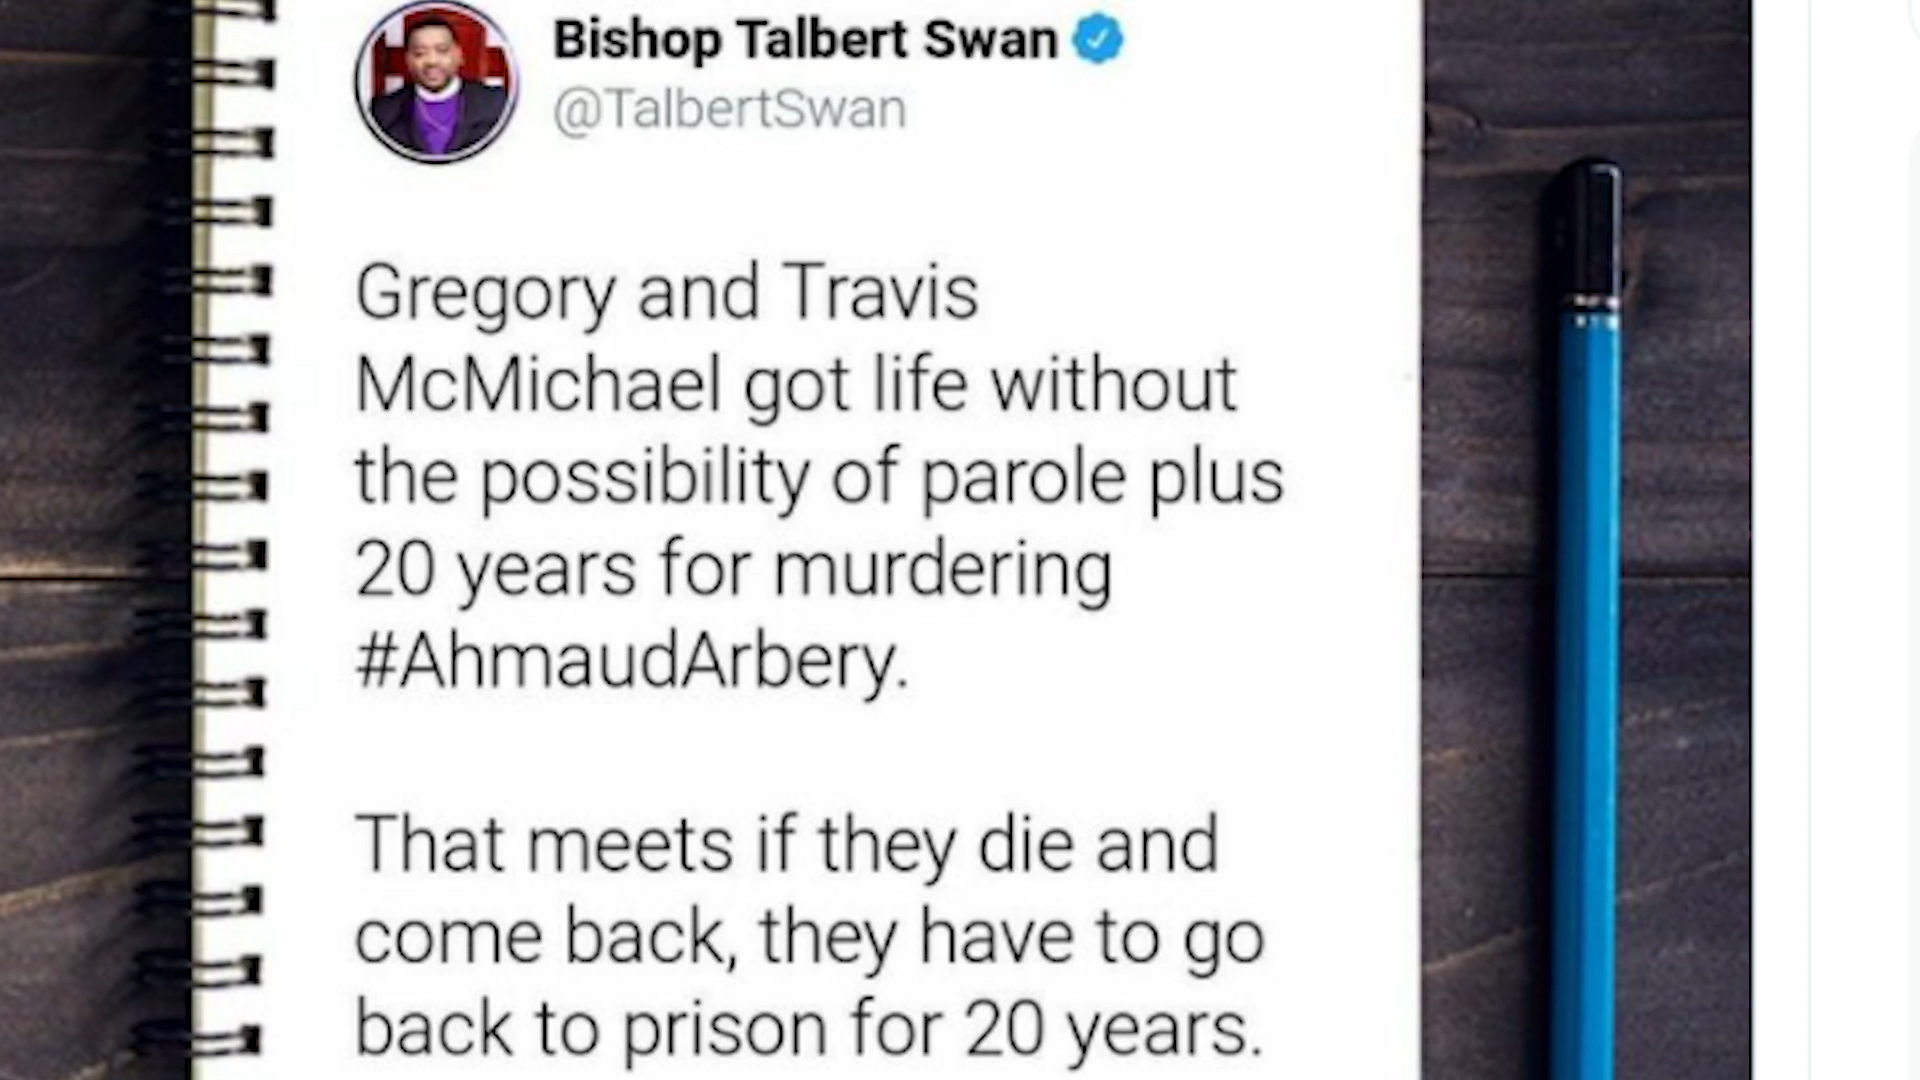 Bishop Talbert Swan
@TalbertSwan
Gregory and Travis
McMichael got life without
the possibility of parole plus
20 years for murdering
#AhmaudArbery.
That meets if they die and
come back, they have to go
back to prison for 20 years.